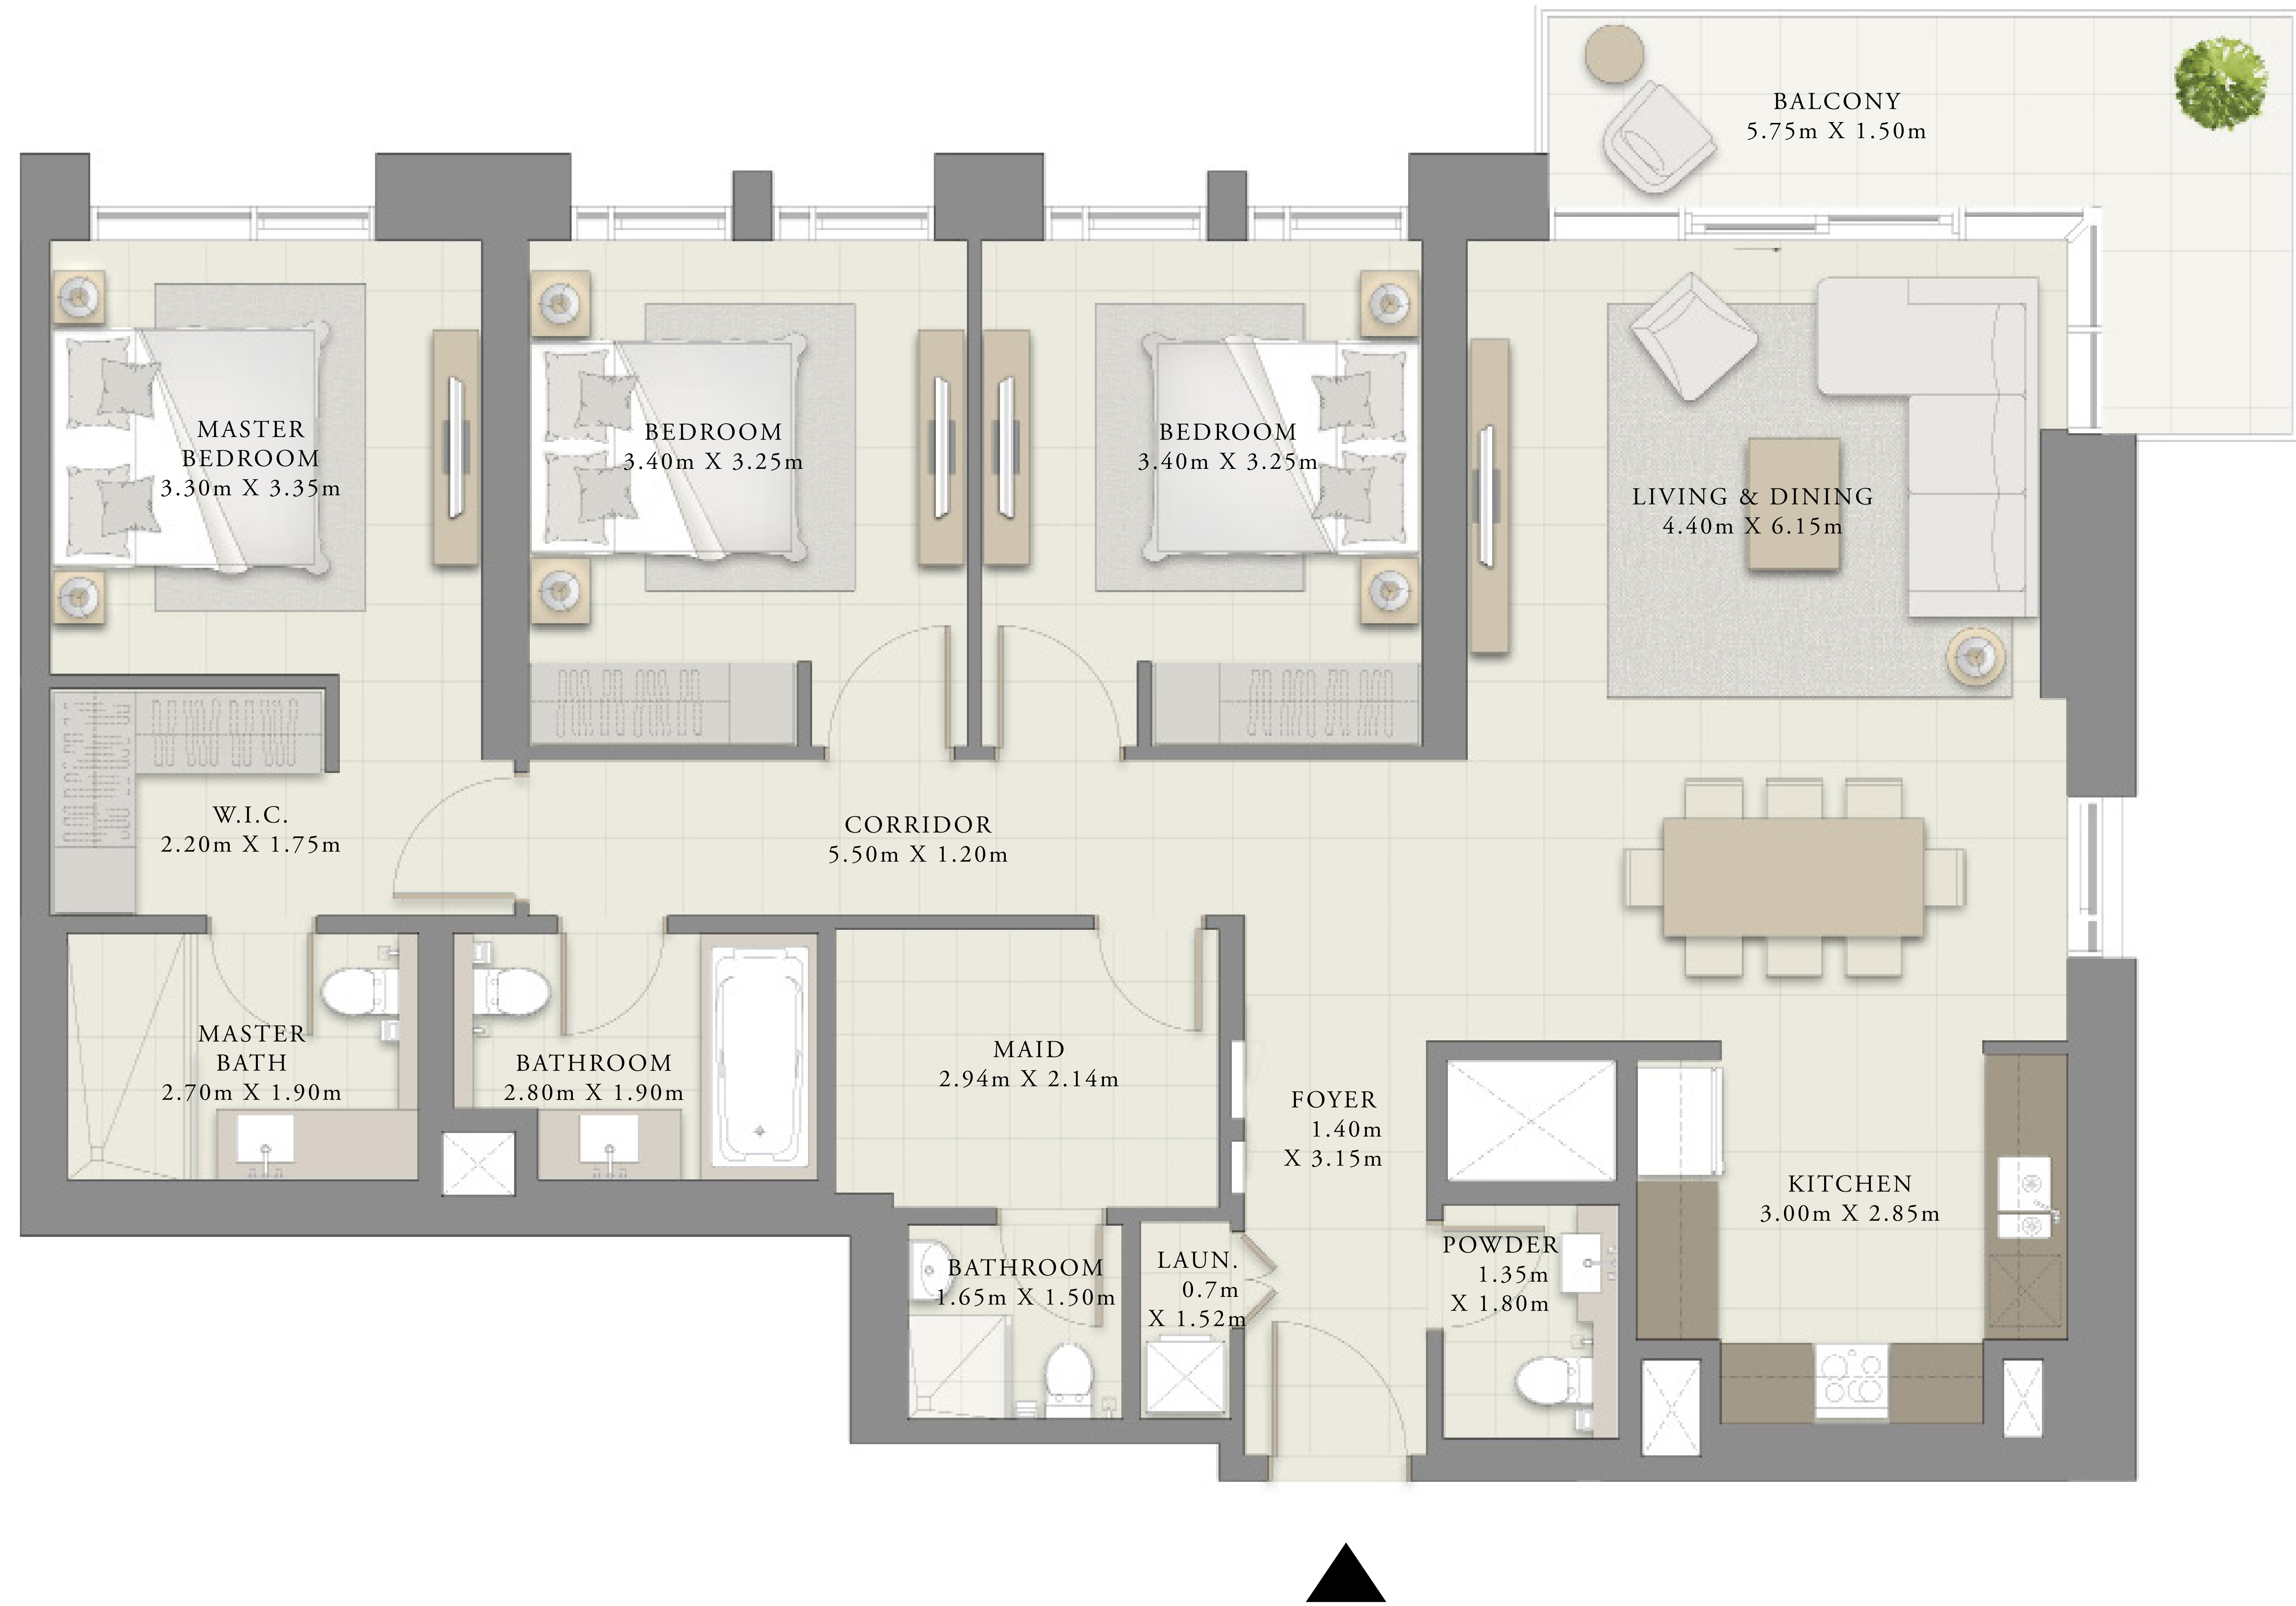 BALCONY
5.75m X 1.50m
MASTER
BEDROOM
3.30m X 3.35m
BEDROOM
3.40m X 3.25m
BEDROOM
3.40m X 3.25m
LIVING & DINING
4.40m X 6.15m
W.I.C.
2.20m X 1.75m
CORRIDOR
5.50m X 1.20m
MASTER
BATH
2.70m X 1.90m
BATHROOM
2.80m X 1.90m
MAID
2.94m X 2.14m
FOYER
1.40m
X 3.15m
KITCHEN
3.00m X 2.85m
BATHROOM
1.65m X 1.50m
LAUN.
0.7m
X 1.52m
POWDER
1.35m
X 1.80m